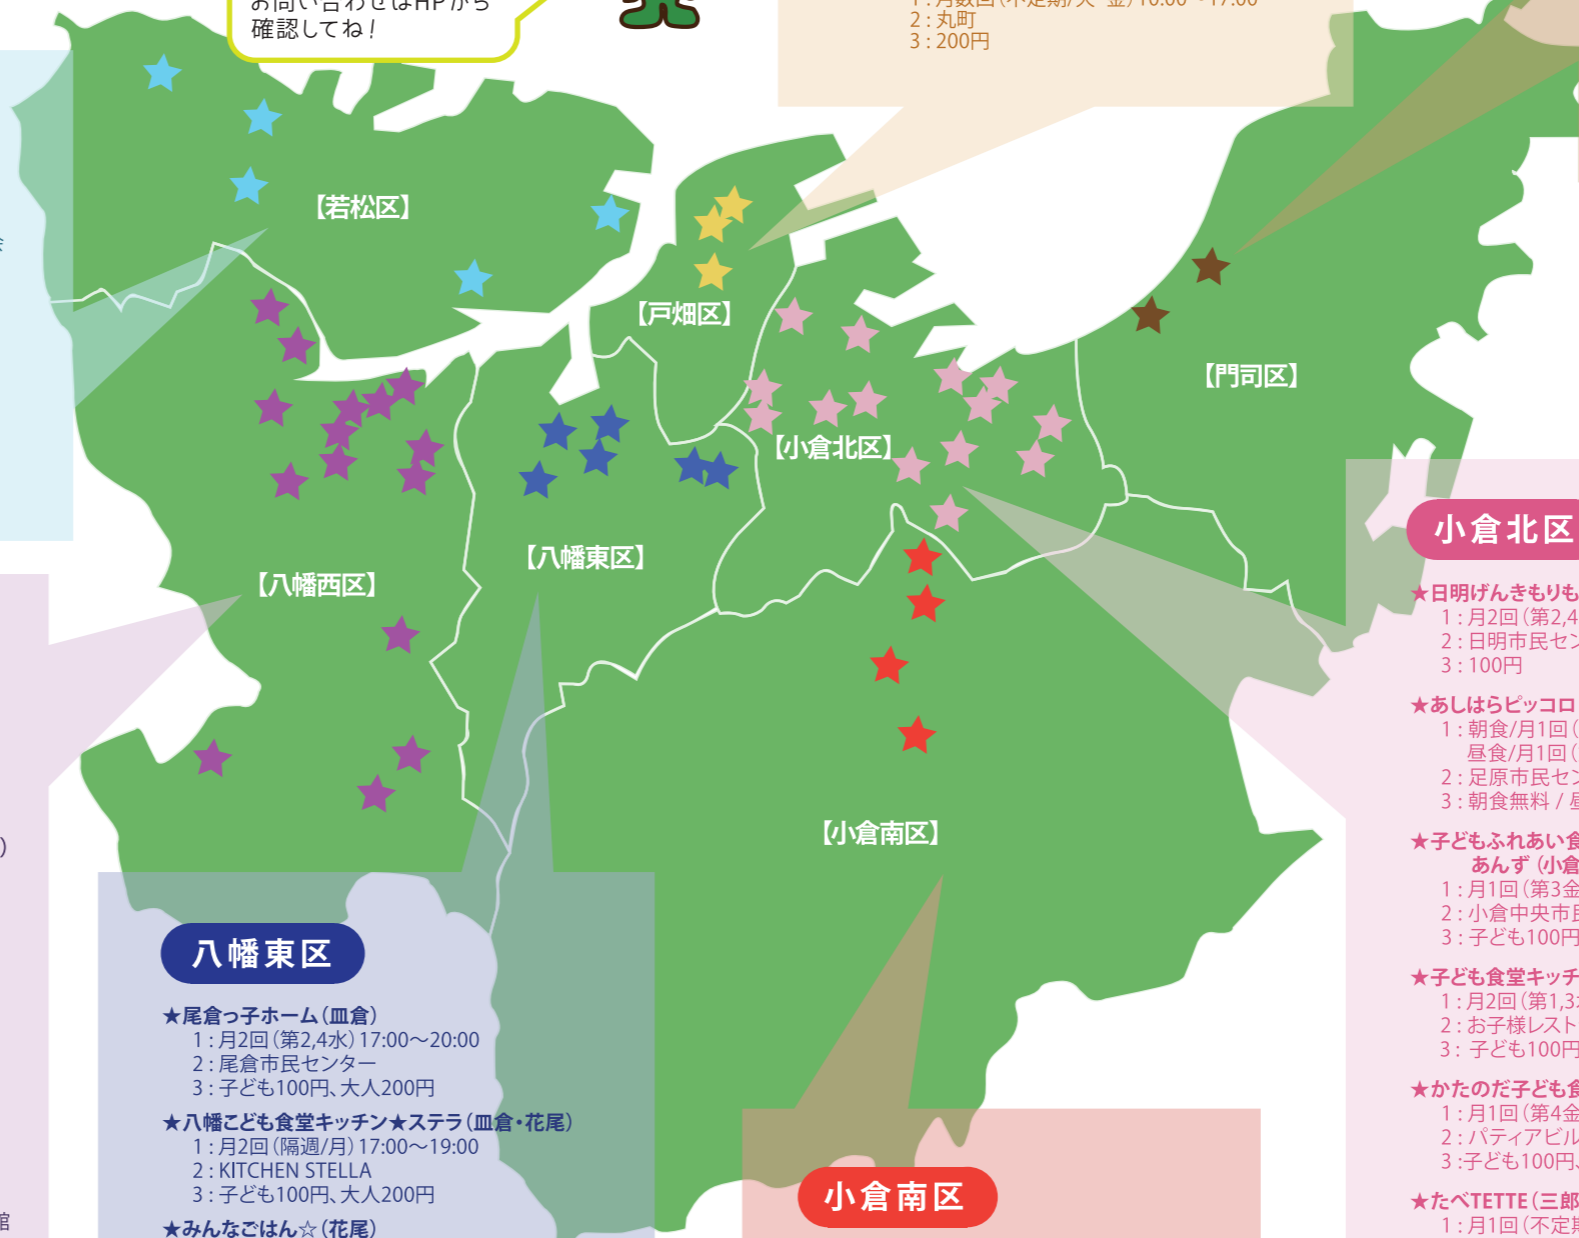 お問い合わせはHPから
確認してね！
1：月数回（不定期/火・金）16:00〜17:00
2：丸町
3：200円
【若松区】
【戸畑区】
【門司区】
【小倉北区】
【八幡東区】
【八幡西区】
【小倉南区】
）
館
八幡東区
★尾倉っ子ホーム（皿倉）
1：月2回（第2,4水）17:00〜20:00
2：尾倉市民センター
3：子ども100円、大人200円
★八幡こども食堂キッチン★ステラ（皿倉・花尾）
1：月2回（隔週/月）17:00〜19:00
2：KITCHEN STELLA
3：子ども100円、大人200円
★みんなごはん☆（花尾）
小倉南区
小倉北区
★日明げんきもりも
1：月2回（第2,4
2：日明市民セン
3：100円
★あしはらピッコロ
1：朝食/月1回（
昼食/月1回（
2：足原市民セン
3：朝食無料 / 昼
★子どもふれあい食
あんず（小倉
1：月1回（第3金
2：小倉中央市民
3：子ども100円
★子ども食堂キッチ
1：月2回（第1,3水
2：お子様レスト
3：子ども100円
★かたのだ子ども食
1：月1回（第4金
2：パティアビル
3：子ども100円、
★たべTETTE（三郎
1：月1回（不定期